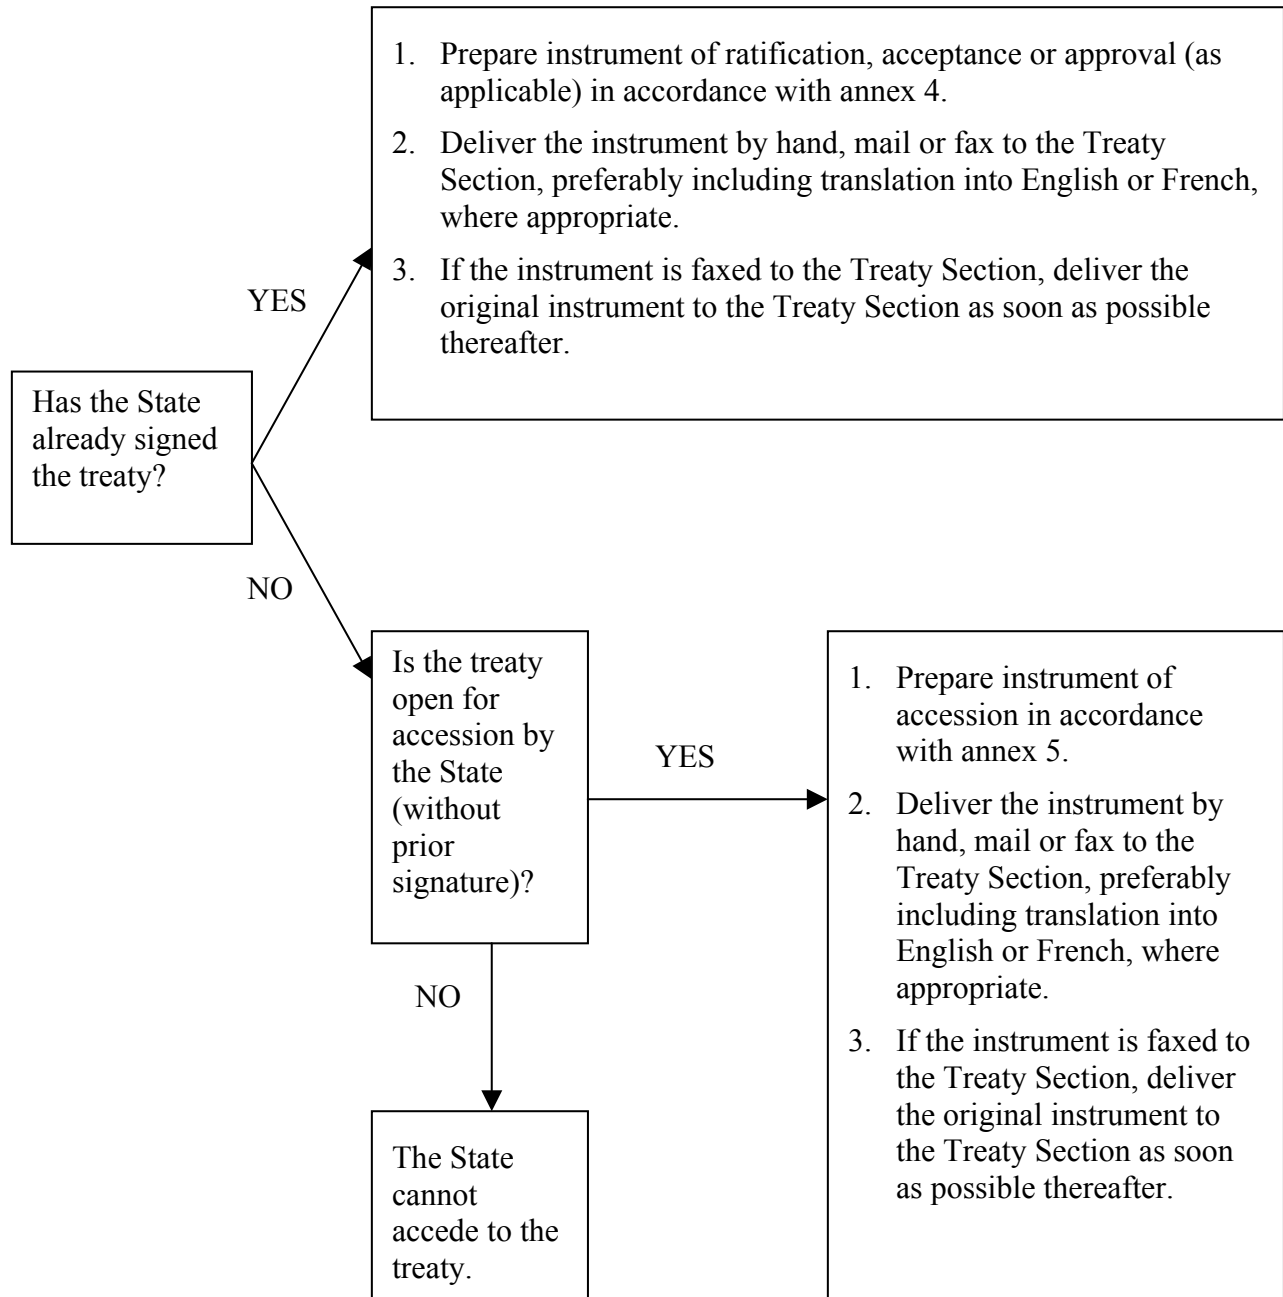 1. Prepare instrument of ratification, acceptance or approval (as
applicable) in accordance with annex 4.
2. Deliver the instrument by hand, mail or fax to the Treaty
Section, preferably including translation into English or French,
where appropriate.
3. If the instrument is faxed to the Treaty Section, deliver the
original instrument to the Treaty Section as soon as possible
thereafter.
YES
Has the State
already signed
the treaty?
NO
Is the treaty
open for
accession by
the State
(without
prior
signature)?
YES
1. Prepare instrument of
accession in accordance
with annex 5.
2. Deliver the instrument by
hand, mail or fax to the
Treaty Section, preferably
including translation into
English or French, where
appropriate.
3. If the instrument is faxed to
the Treaty Section, deliver
the original instrument to
the Treaty Section as soon
as possible thereafter.
NO
The State
cannot
accede to the
treaty.